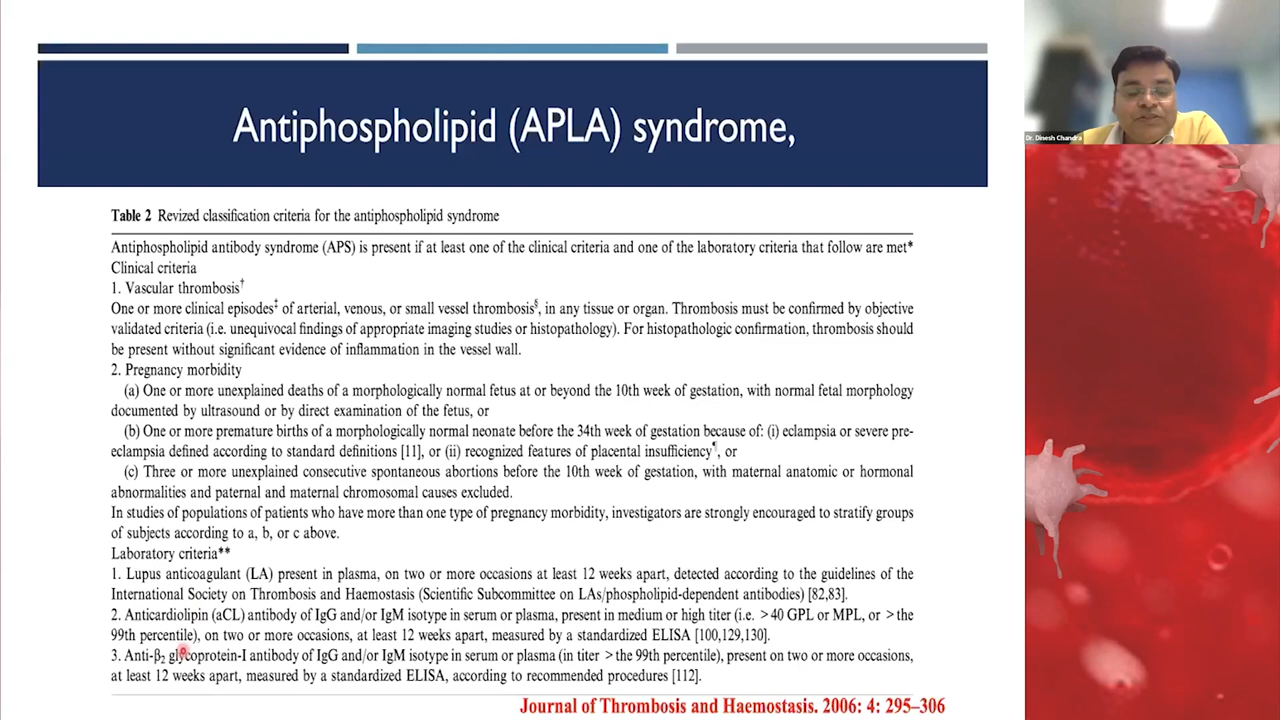 Antiphospholipid (APLA) syndrome,
Dr. Dinesh Chandra
Table 2 Revized classification criteria for the antiphospholipid syndrome
Antiphospholipid antibody syndrome (APS) is present if at least one of the clinical criteria and one of the laboratory criteria that follow are met*
Clinical criteria
1. Vascular thrombosis†
One or more clinical episodes‡ of arterial, venous, or small vessel thrombosis§, in any tissue or organ. Thrombosis must be confirmed by objective
validated criteria (i.e. unequivocal findings of appropriate imaging studies or histopathology). For histopathologic confirmation, thrombosis should
be present without significant evidence of inflammation in the vessel wall.
2. Pregnancy morbidity
(a) One or more unexplained deaths of a morphologically normal fetus at or beyond the 10th week of gestation, with normal fetal morphology
documented by ultrasound or by direct examination of the fetus, or
(b) One or more premature births of a morphologically normal neonate before the 34th week of gestation because of: (i) eclampsia or severe pre-
eclampsia defined according to standard definitions [11], or (ii) recognized features of placental insufficiency¶, or
(c) Three or more unexplained consecutive spontaneous abortions before the 10th week of gestation, with maternal anatomic or hormonal
abnormalities and paternal and maternal chromosomal causes excluded.
In studies of populations of patients who have more than one type of pregnancy morbidity, investigators are strongly encouraged to stratify groups
of subjects according to a, b, or c above.
Laboratory criteria**
1. Lupus anticoagulant (LA) present in plasma, on two or more occasions at least 12 weeks apart, detected according to the guidelines of the
International Society on Thrombosis and Haemostasis (Scientific Subcommittee on LAs/phospholipid-dependent antibodies) [82,83].
2. Anticardiolipin (aCL) antibody of IgG and/or IgM isotype in serum or plasma, present in medium or high titer (i.e. >40 GPL or MPL, or >the
99th percentile), on two or more occasions, at least 12 weeks apart, measured by a standardized ELISA [100,129,130].
3. Anti-β2 glycoprotein-I antibody of IgG and/or IgM isotype in serum or plasma (in titer >the 99th percentile), present on two or more occasions,
at least 12 weeks apart, measured by a standardized ELISA, according to recommended procedures [112].
Journal of Thrombosis and Haemostasis. 2006: 4: 295–306